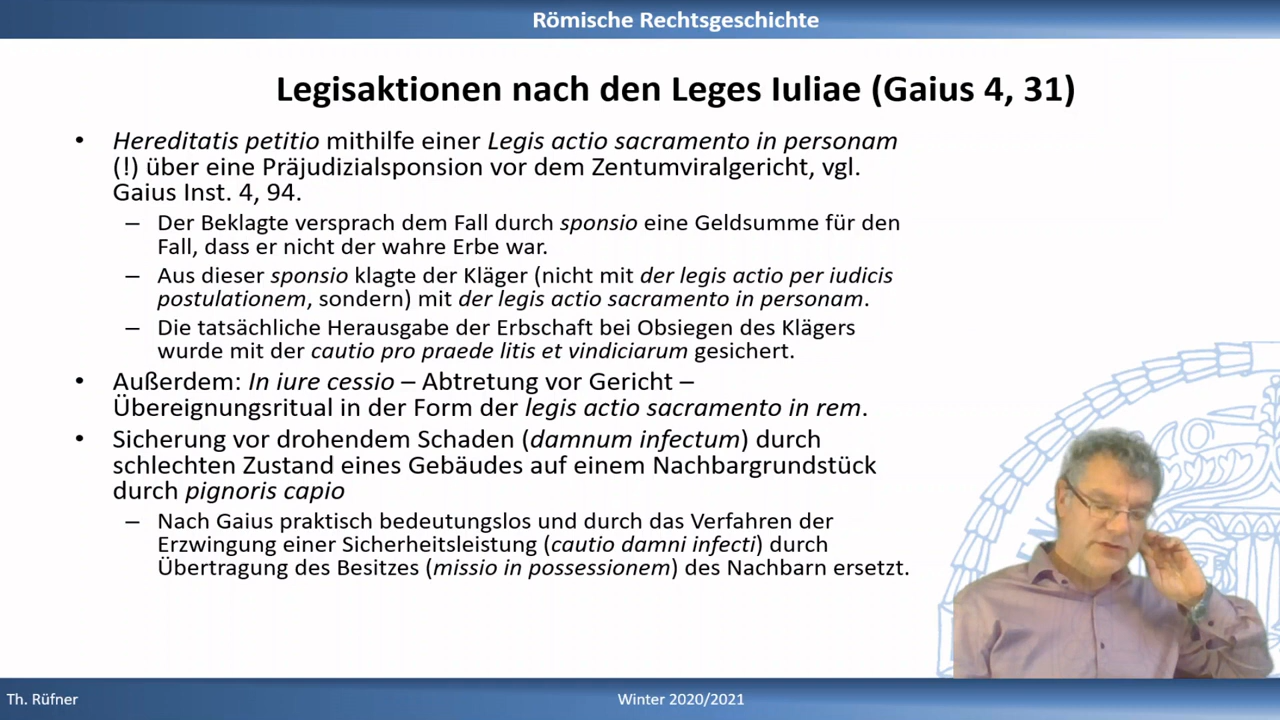 Römische Rechtsgeschichte
Legisaktionen nach den Leges Iuliae (Gaius 4, 31)
• Hereditatis petitio mithilfe einer Legis actio sacramento in personam
(!) über eine Präjudizialsponsion vor dem Zentumviralgericht, vgl.
Gaius Inst. 4, 94.
– Der Beklagte versprach dem Fall durch sponsio eine Geldsumme für den
Fall, dass er nicht der wahre Erbe war.
– Aus dieser sponsio klagte der Kläger (nicht mit der legis actio per iudicis
postulationem, sondern) mit der legis actio sacramento in personam.
– Die tatsächliche Herausgabe der Erbschaft bei Obsiegen des Klägers
wurde mit der cautio pro praede litis et vindiciarum gesichert.
• Außerdem: In iure cessio – Abtretung vor Gericht –
Übereignungsritual in der Form der legis actio sacramento in rem.
• Sicherung vor drohendem Schaden (damnum infectum) durch
schlechten Zustand eines Gebäudes auf einem Nachbargrundstück
durch pignoris capio
– Nach Gaius praktisch bedeutungslos und durch das Verfahren der
Erzwingung einer Sicherheitsleistung (cautio damni infecti) durch
Übertragung des Besitzes (missio in possessionem) des Nachbarn ersetzt.
Th. Rüfner
Winter 2020/2021